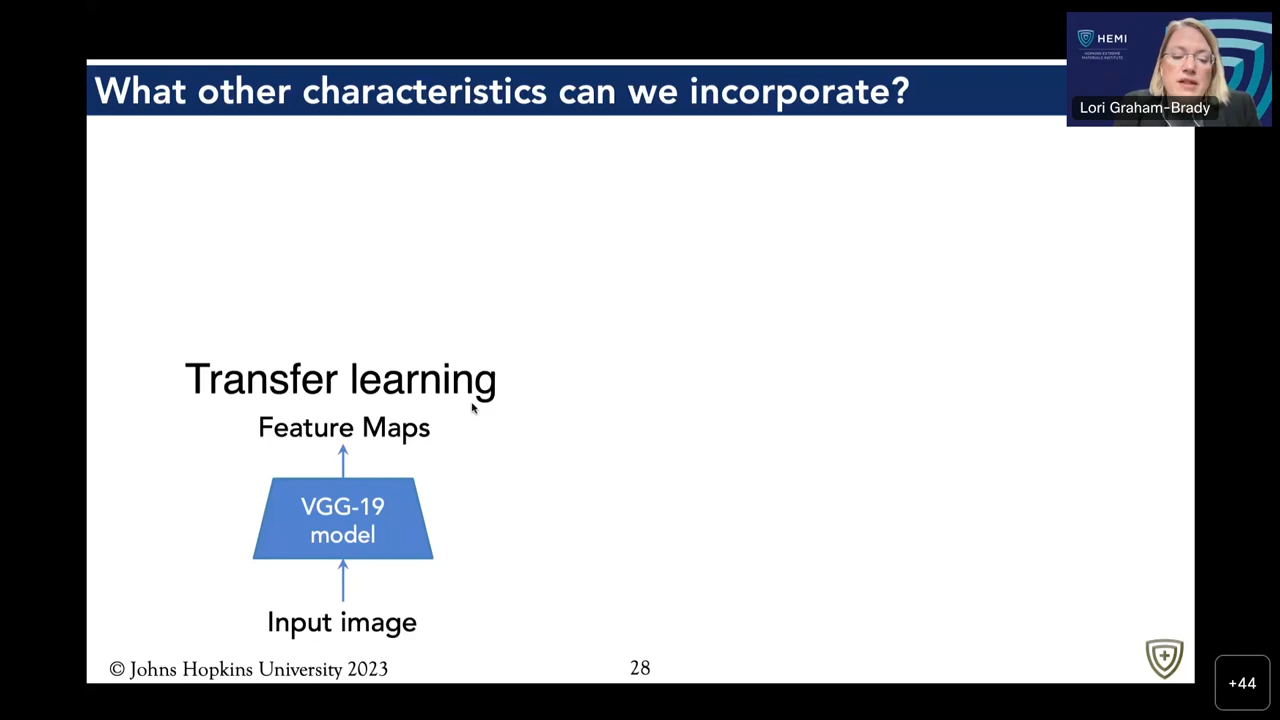 What other characteristics can we incorporate?
HEMI
Lori Graham-Brady
Transfer learning
Feature Maps
VGG-19
model
Input image
© Johns Hopkins University 2023
28
+44